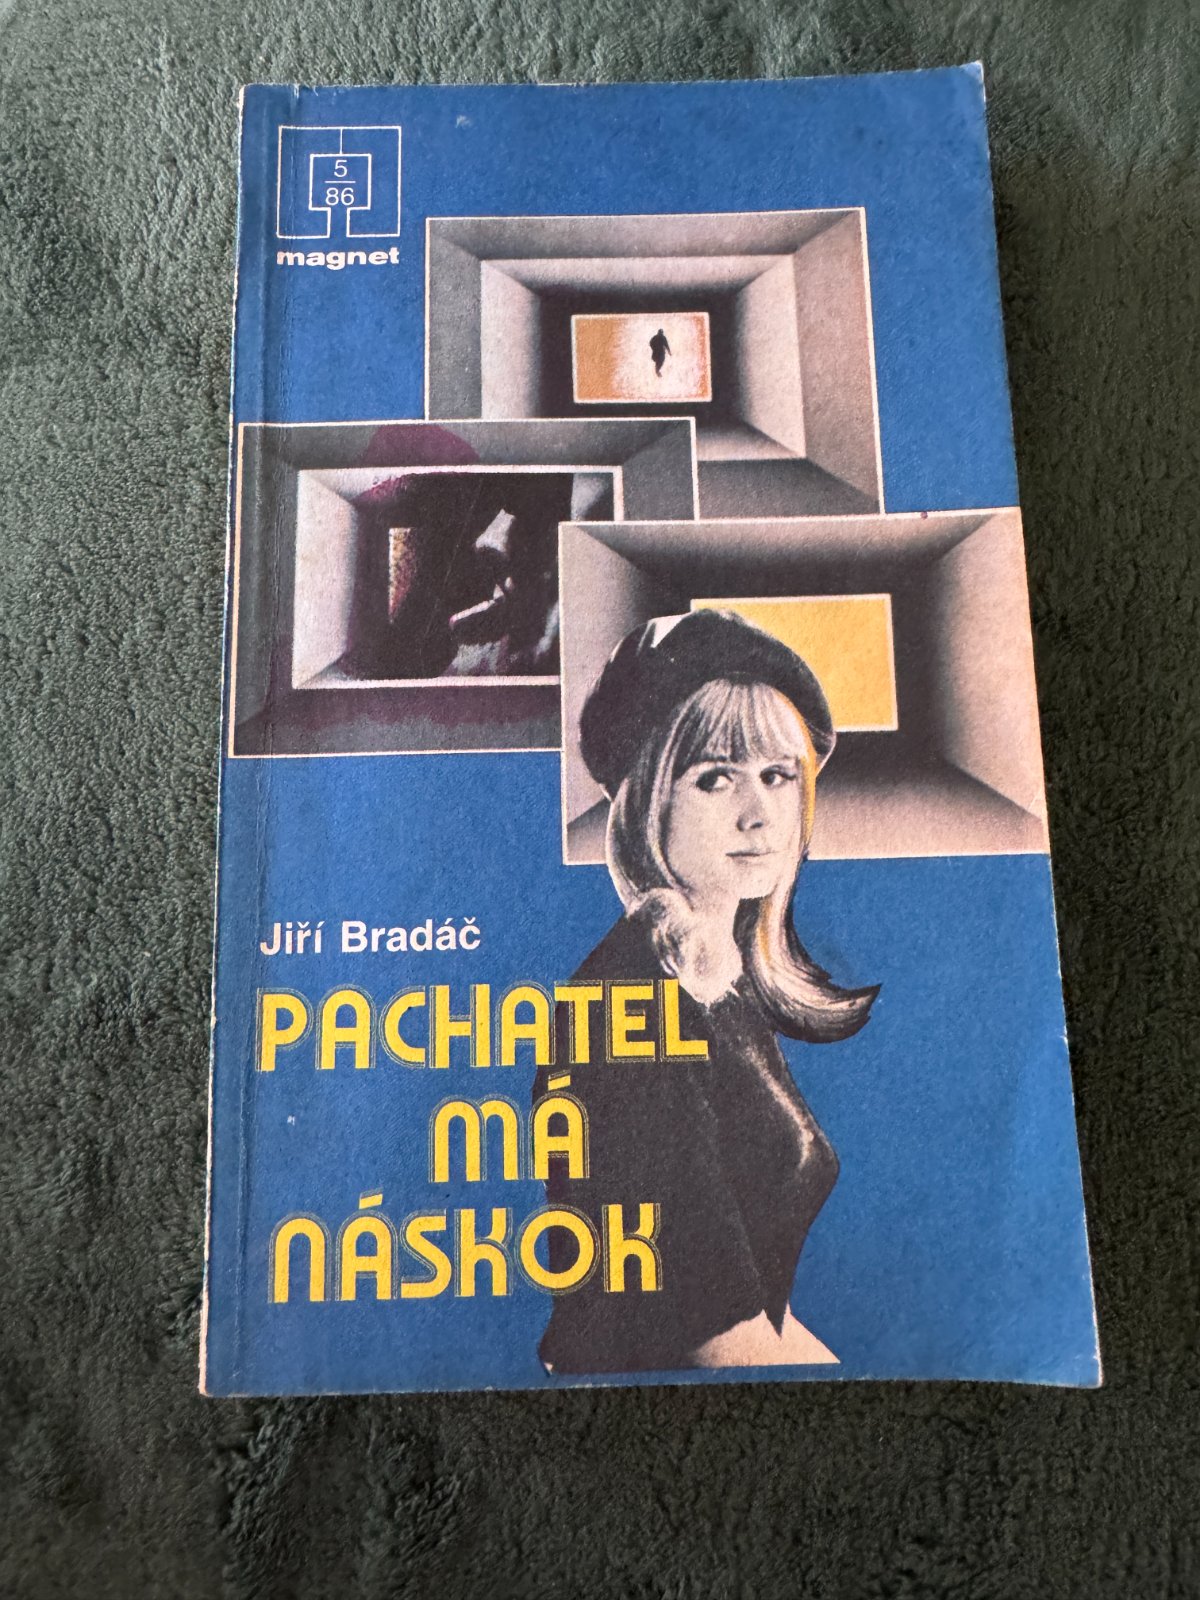 5
86
magnet
Jiří Bradáč
PACHATEL
MÁ
NÁSKOK